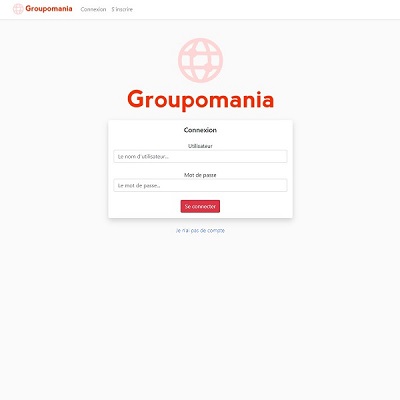 Groupomania Connexion S'inscrire
Groupomania
Connexion
Utilisateur
Le nom d'utilisateur...
Mot de passe
Le mot de passe...
Se connecter
Je n'ai pas de compte